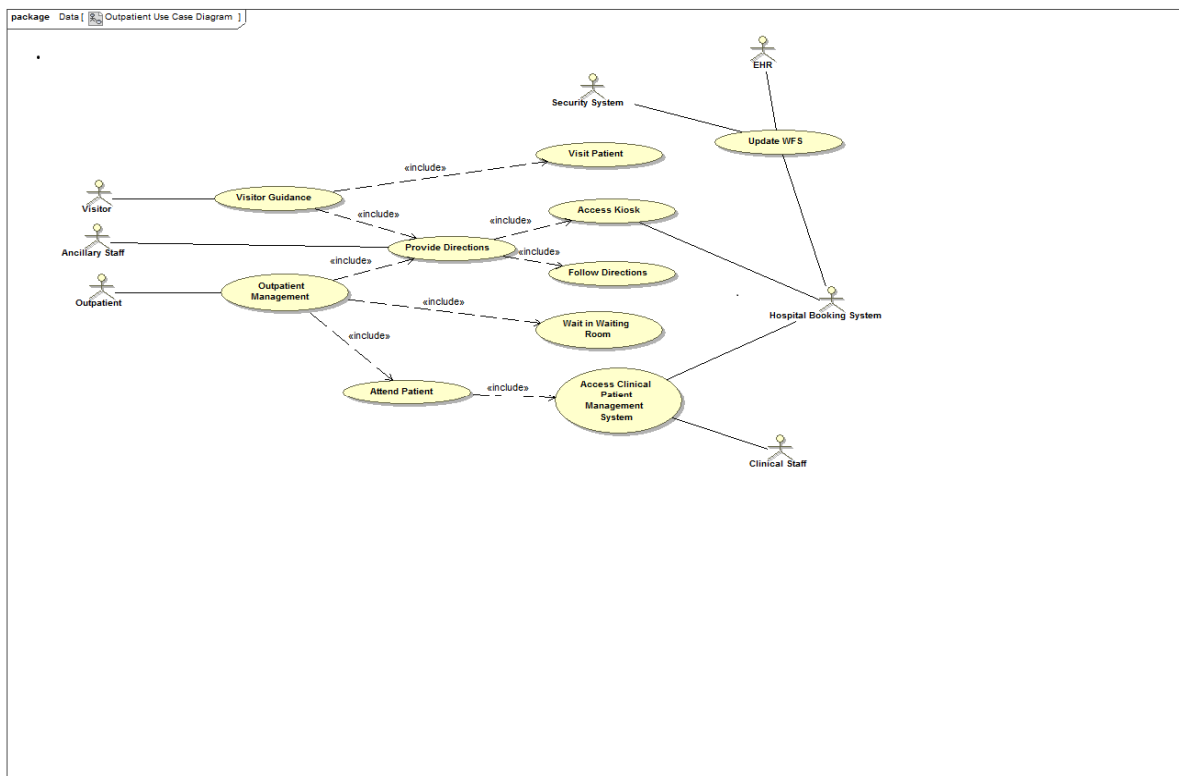 package Data [ Outpatient Use Case Diagram ]
EHR
Security System
Update WFS
Visit Patient
«include»
Visitor Guidance
Visitor
Access Kiosk
«include»
«include»
Ancillary Staff
Provide Directions
«include»
«include»
Follow Directions
Outpatient
Outpatient
Management
«include»
Hospital Booking System
Wait in Waiting
Room
«include»
Attend Patient
«include»
Access Clinical
Patient
Management
System
Clinical Staff